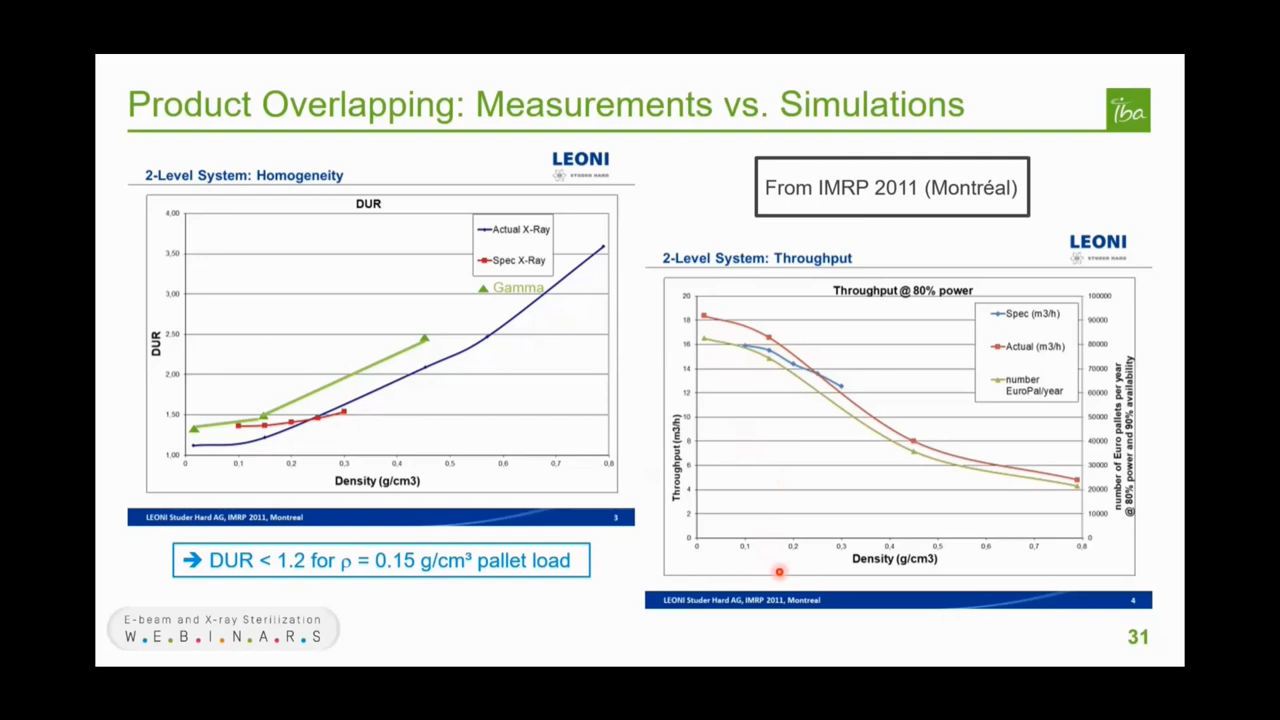 Product Overlapping: Measurements vs. Simulations
iba
LEONI
STUDER HARD
2-Level System: Homogeneity
DUR
4,00
3,50
3,00
2,50
2,00
1,50
1,00
DUR
Actual X-Ray
Spec X-Ray
Gamma
0 0,1 0,2 0,3 0,4 0,5 0,6 0,7 0,8
Density (g/cm3)
LEONI Studer Hard AG, IMRP 2011, Montreal 3
➔ DUR < 1.2 for ρ = 0.15 g/cm³ pallet load
From IMRP 2011 (Montréal)
LEONI
STUDER HARD
2-Level System: Throughput
Throughput @ 80% power
20
18
16
14
12
10
8
6
4
2
0
Throughput (m3/h)
Spec (m3/h)
Actual (m3/h)
number
EuroPal/year
100000
90000
80000
70000
60000
50000
40000
30000
20000
10000
0
number of Euro pallets per year
@ 80% power and 90% availability
0 0,1 0,2 0,3 0,4 0,5 0,6 0,7 0,8
Density (g/cm3)
LEONI Studer Hard AG, IMRP 2011, Montreal 4
E-beam and X-ray Sterilization
W.E.B.I.N.A.R.S
31